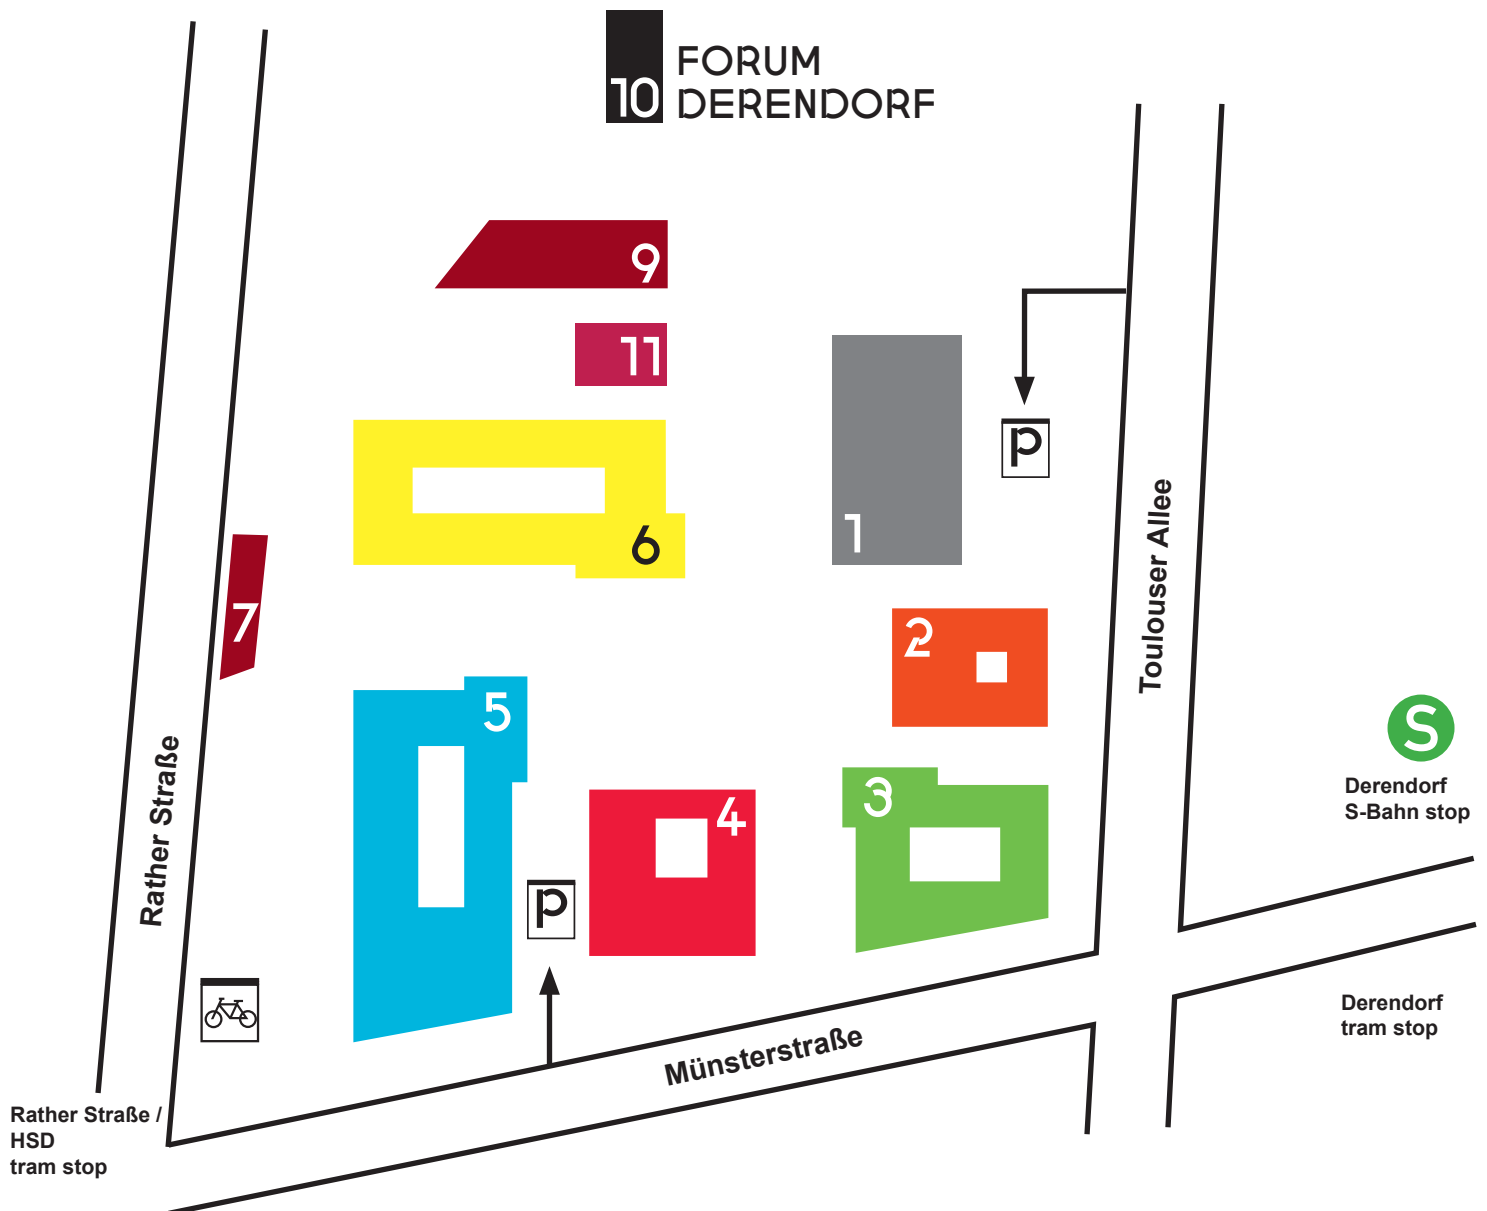 10
FORUM
DERENDORF
9
11
6
1
P
7
2
5
3
4
P
Rather Straße
Toulouser Allee
Münsterstraße
S
Derendorf
S-Bahn stop
Derendorf
tram stop
Rather Straße /
HSD
tram stop